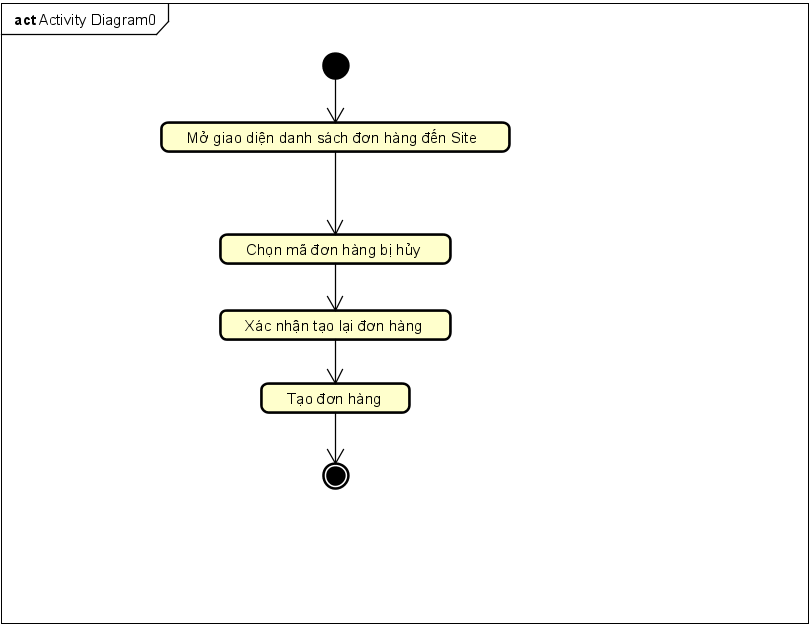 act Activity Diagram0
Mở giao diện danh sách đơn hàng đến Site
Chọn mã đơn hàng bị hủy
Xác nhận tạo lại đơn hàng
Tạo đơn hàng